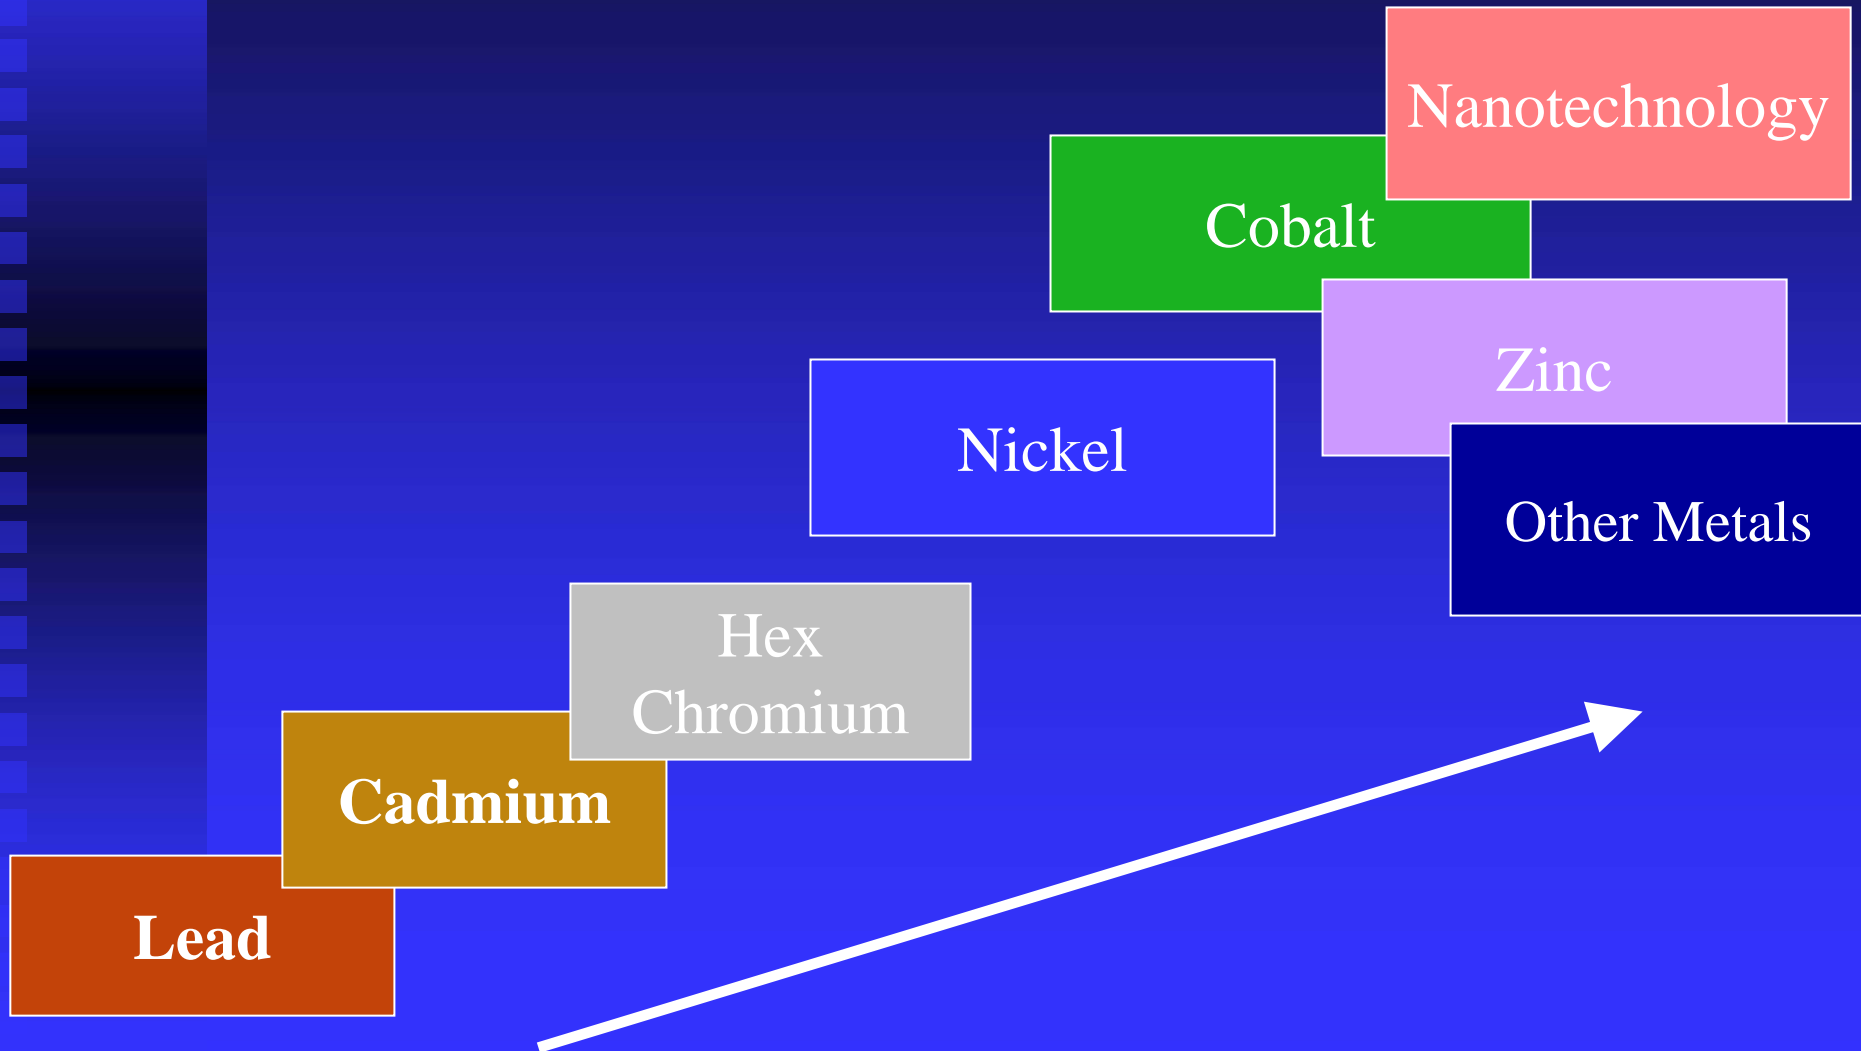 Nanotechnology
Cobalt
Zinc
Nickel
Other Metals
Hex
Chromium
Cadmium
Lead